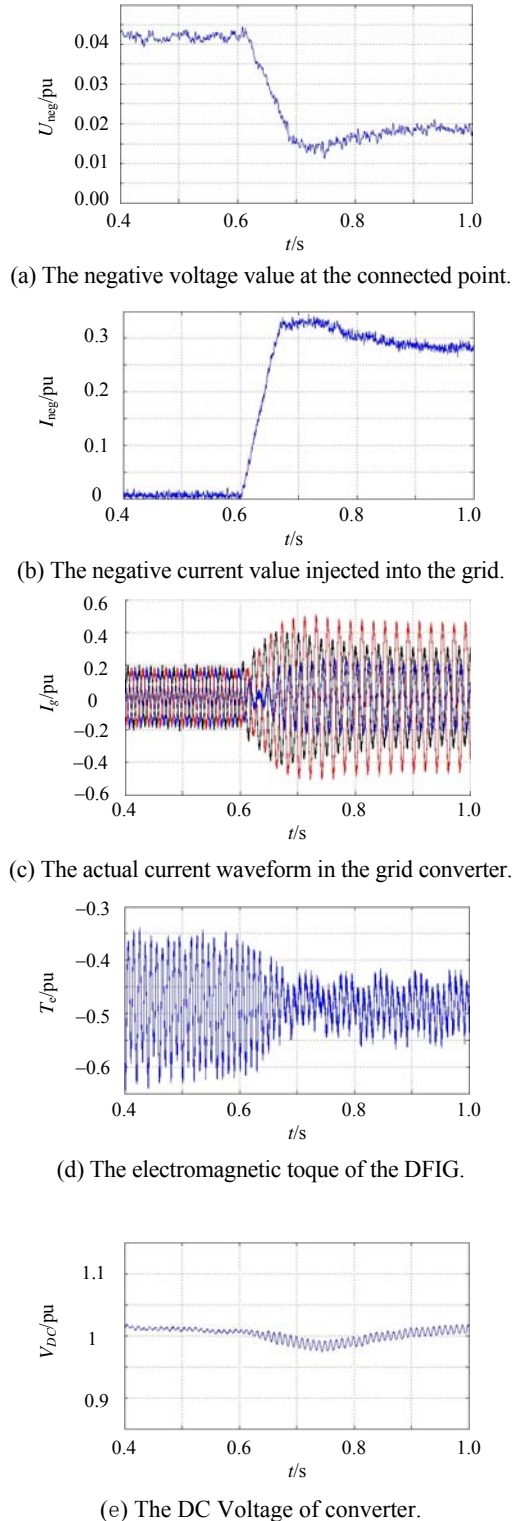 0.04
0.03
0.02
0.01
0.00
U_neg/pu
0.4 0.6 0.8 1.0
t/s
(a) The negative voltage value at the connected point.
0.3
0.2
0.1
0
I_neg/pu
0.4 0.6 0.8 1.0
t/s
(b) The negative current value injected into the grid.
0.6
0.4
0.2
0
−0.2
−0.4
−0.6
I_g/pu
0.4 0.6 0.8 1.0
t/s
(c) The actual current waveform in the grid converter.
−0.3
−0.4
−0.5
−0.6
T_e/pu
0.4 0.6 0.8 1.0
t/s
(d) The electromagnetic toque of the DFIG.
1.1
1
0.9
V_DC/pu
0.4 0.6 0.8 1.0
t/s
(e) The DC Voltage of converter.